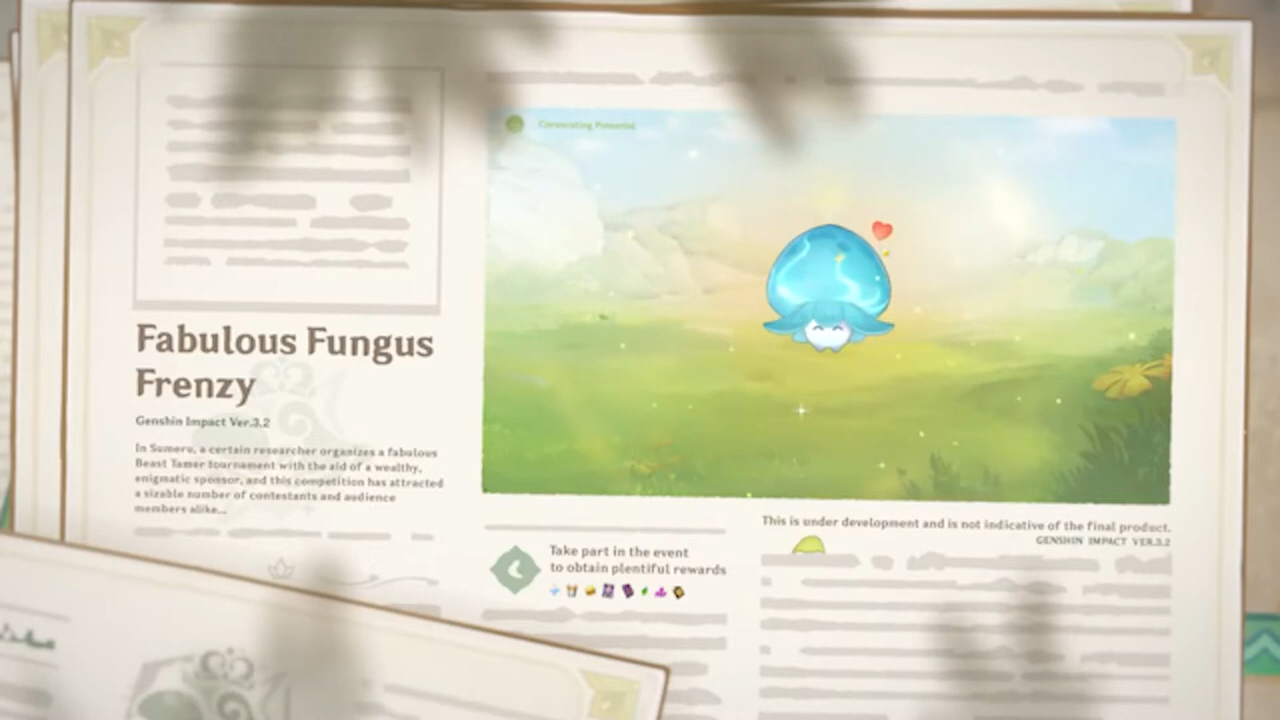 Coruscating Potential
Fabulous Fungus
Frenzy
Genshin Impact Ver.3.2
In Sumeru, a certain researcher organizes a fabulous
Beast Tamer tournament with the aid of a wealthy,
enigmatic sponsor, and this competition has attracted
a sizable number of contestants and audience
members alike...
Take part in the event
to obtain plentiful rewards
This is under development and is not indicative of the final product.
GENSHIN IMPACT VER.3.2